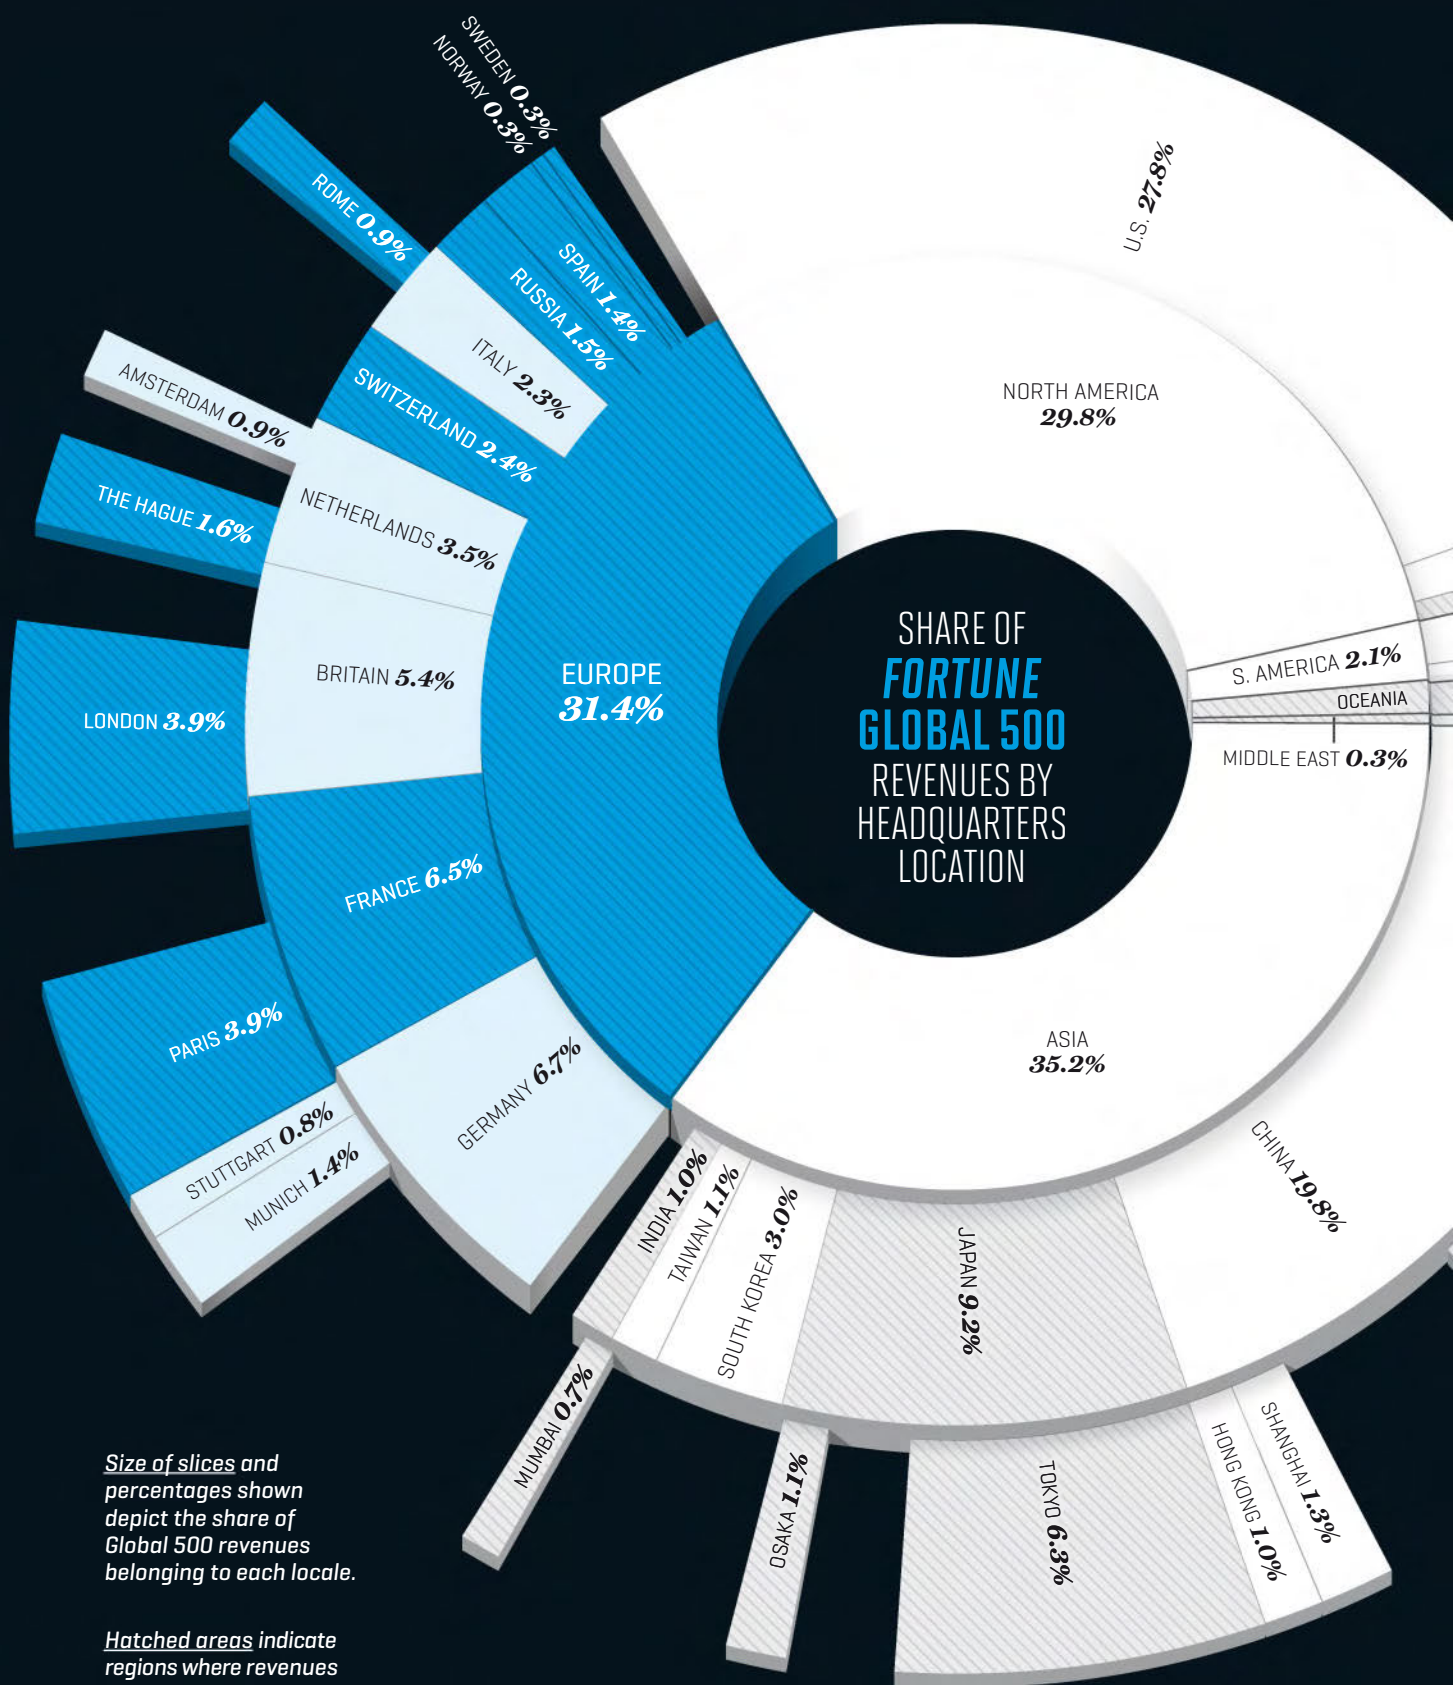 SWEDEN 0.3%
NORWAY 0.3%
U.S. 27.8%
ROME 0.9%
SPAIN 1.4%
RUSSIA 1.5%
ITALY 2.3%
SWITZERLAND 2.4%
AMSTERDAM 0.9%
NORTH AMERICA
29.8%
THE HAGUE 1.6%
NETHERLANDS 3.5%
SHARE OF
FORTUNE
GLOBAL 500
REVENUES BY
HEADQUARTERS
LOCATION
EUROPE
31.4%
BRITAIN 5.4%
LONDON 3.9%
S. AMERICA 2.1%
OCEANIA
MIDDLE EAST 0.3%
FRANCE 6.5%
PARIS 3.9%
GERMANY 6.7%
STUTTGART 0.8%
MUNICH 1.4%
ASIA
35.2%
CHINA 19.8%
INDIA 1.0%
TAIWAN 1.1%
SOUTH KOREA 3.0%
JAPAN 9.2%
MUMBAI 0.7%
OSAKA 1.1%
TOKYO 6.3%
HONG KONG 1.0%
SHANGHAI 1.3%
Size of slices and
percentages shown
depict the share of
Global 500 revenues
belonging to each locale.
Hatched areas indicate
regions where revenues